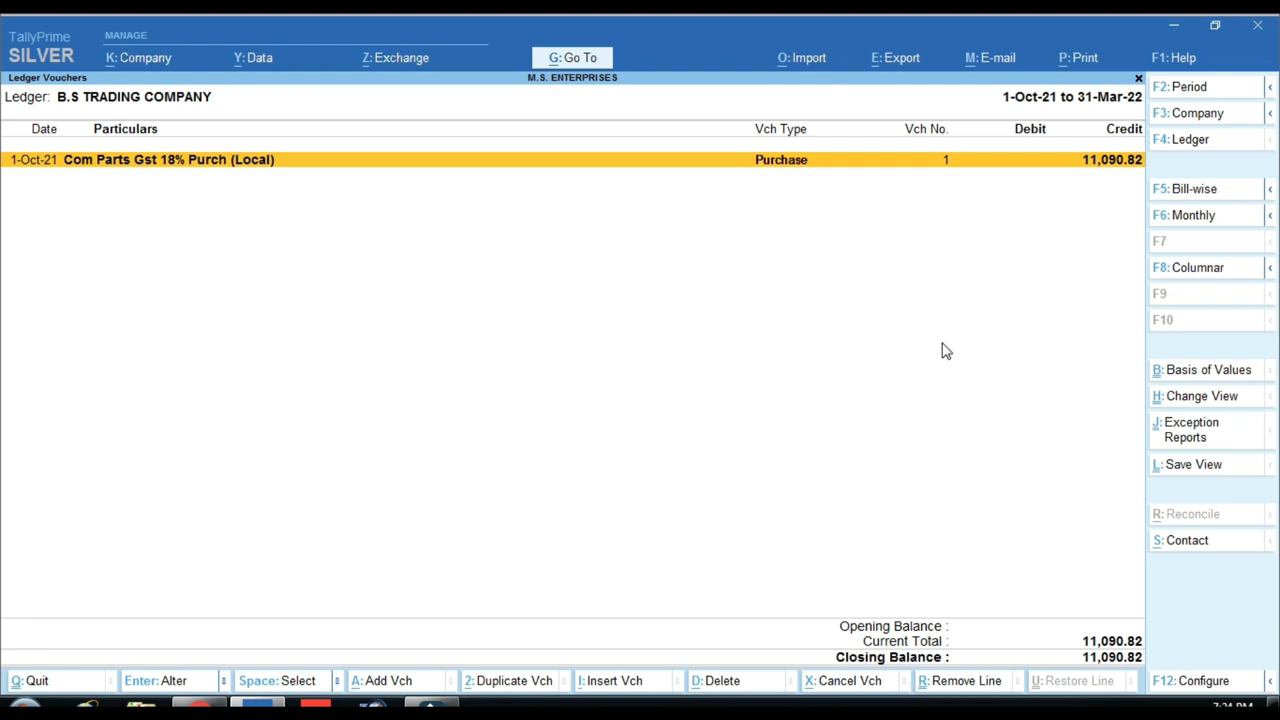 TallyPrime
MANAGE
SILVER
K: Company
Y: Data
Z: Exchange
G: Go To
O: Import
E: Export
M: E-mail
P: Print
F1: Help
Ledger Vouchers
M.S. ENTERPRISES
Ledger: B.S TRADING COMPANY
1-Oct-21 to 31-Mar-22
Date Particulars Vch Type Vch No. Debit Credit
1-Oct-21 Com Parts Gst 18% Purch (Local) Purchase 1 11,090.82
Opening Balance :
Current Total : 11,090.82
Closing Balance : 11,090.82
F2: Period
F3: Company
F4: Ledger
F5: Bill-wise
F6: Monthly
F7
F8: Columnar
F9
F10
B: Basis of Values
H: Change View
J: Exception
Reports
L: Save View
R: Reconcile
S: Contact
Q: Quit
Enter: Alter
Space: Select
A: Add Vch
2: Duplicate Vch
I: Insert Vch
D: Delete
X: Cancel Vch
R: Remove Line
U: Restore Line
F12: Configure